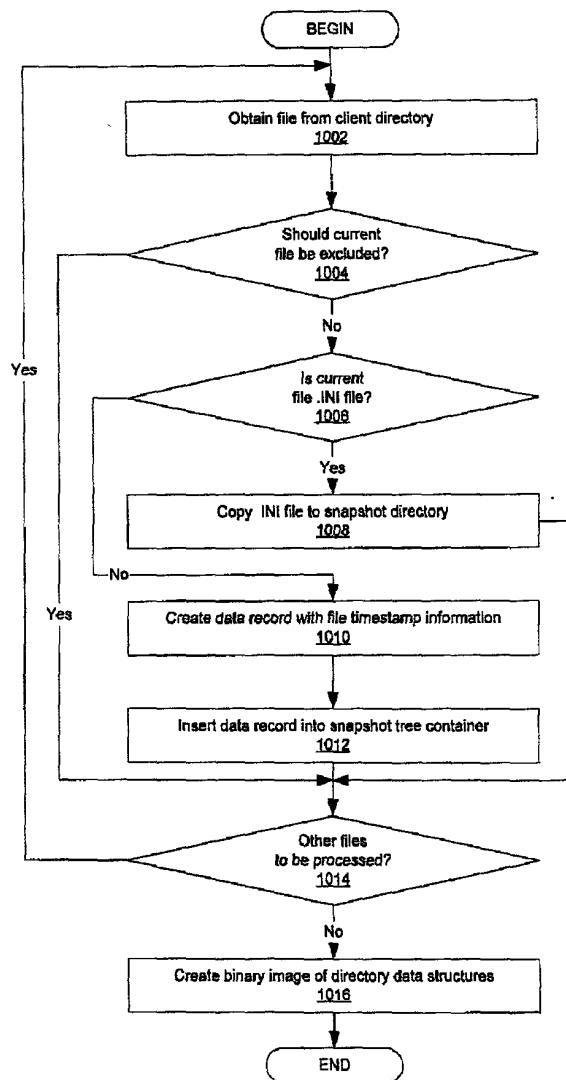 BEGIN
Obtain file from client directory
1002
Should current
file be excluded?
1004
No
Yes
Is current
file .INI file?
1006
Yes
Copy INI file to snapshot directory
1008
No
Yes
Create data record with file timestamp information
1010
Insert data record into snapshot tree container
1012
Other files
to be processed?
1014
No
Create binary image of directory data structures
1016
END